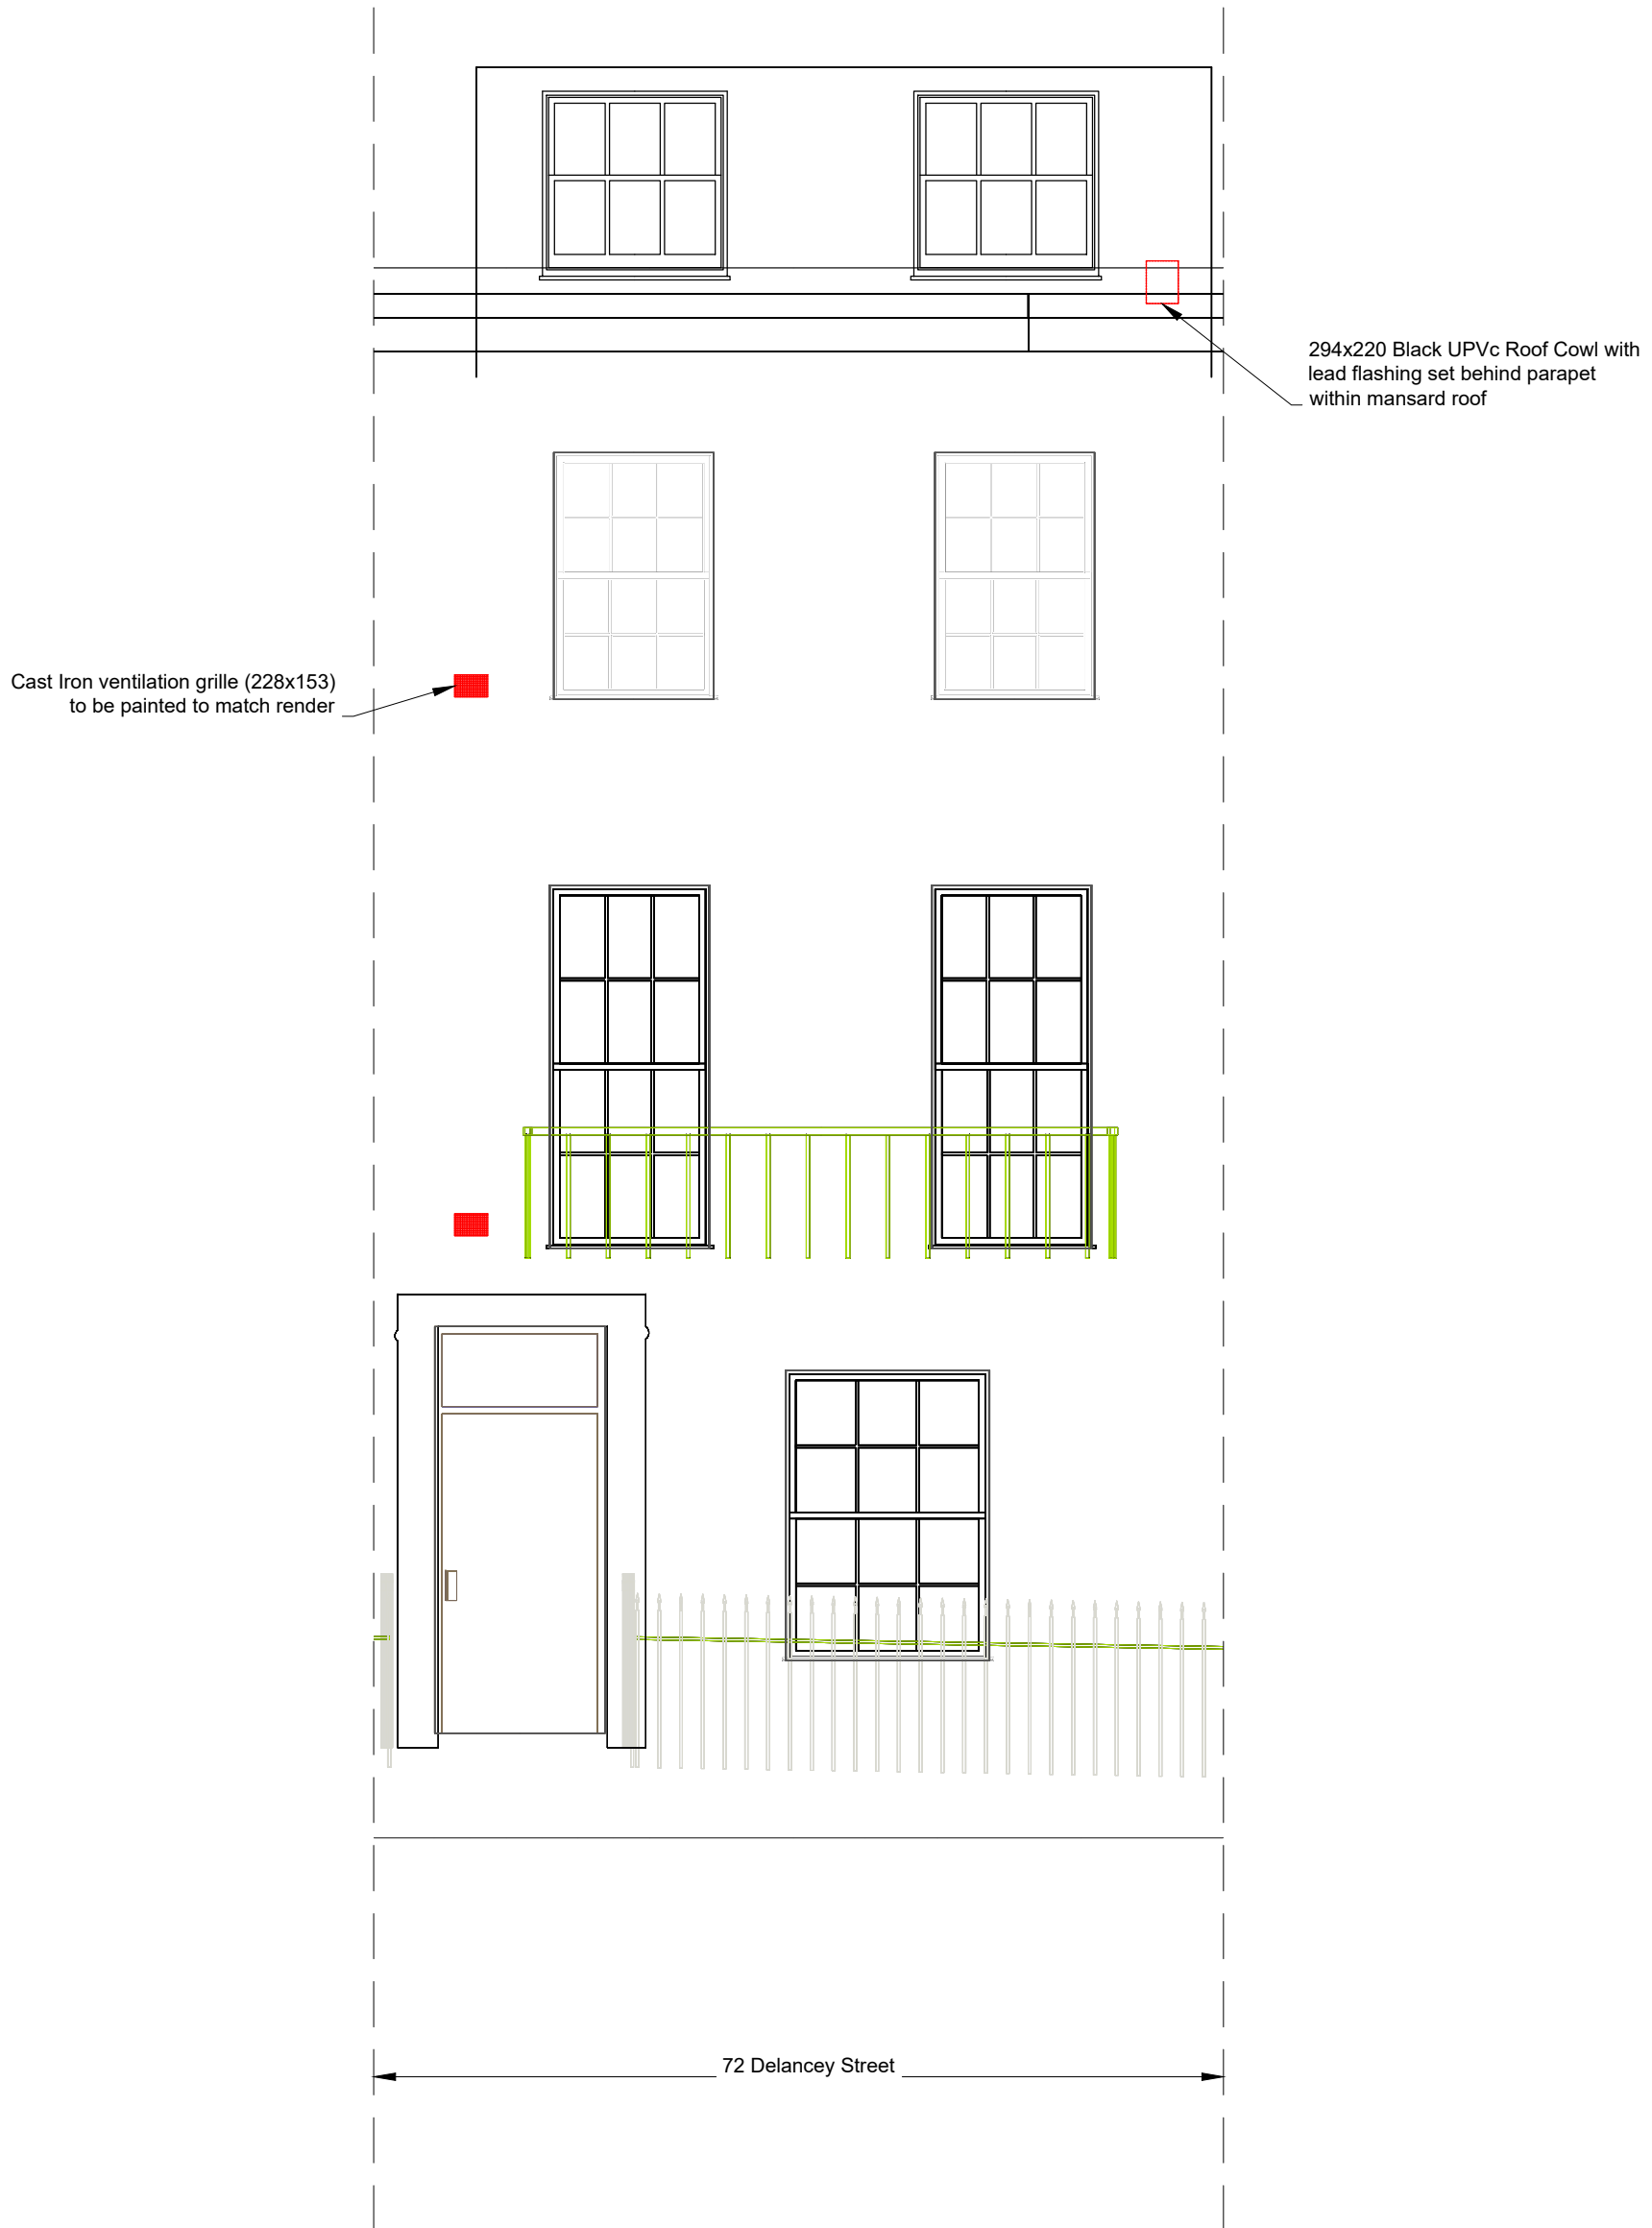 294x220 Black UPVc Roof Cowl with
lead flashing set behind parapet
within mansard roof
Cast Iron ventilation grille (228x153)
to be painted to match render
72 Delancey Street